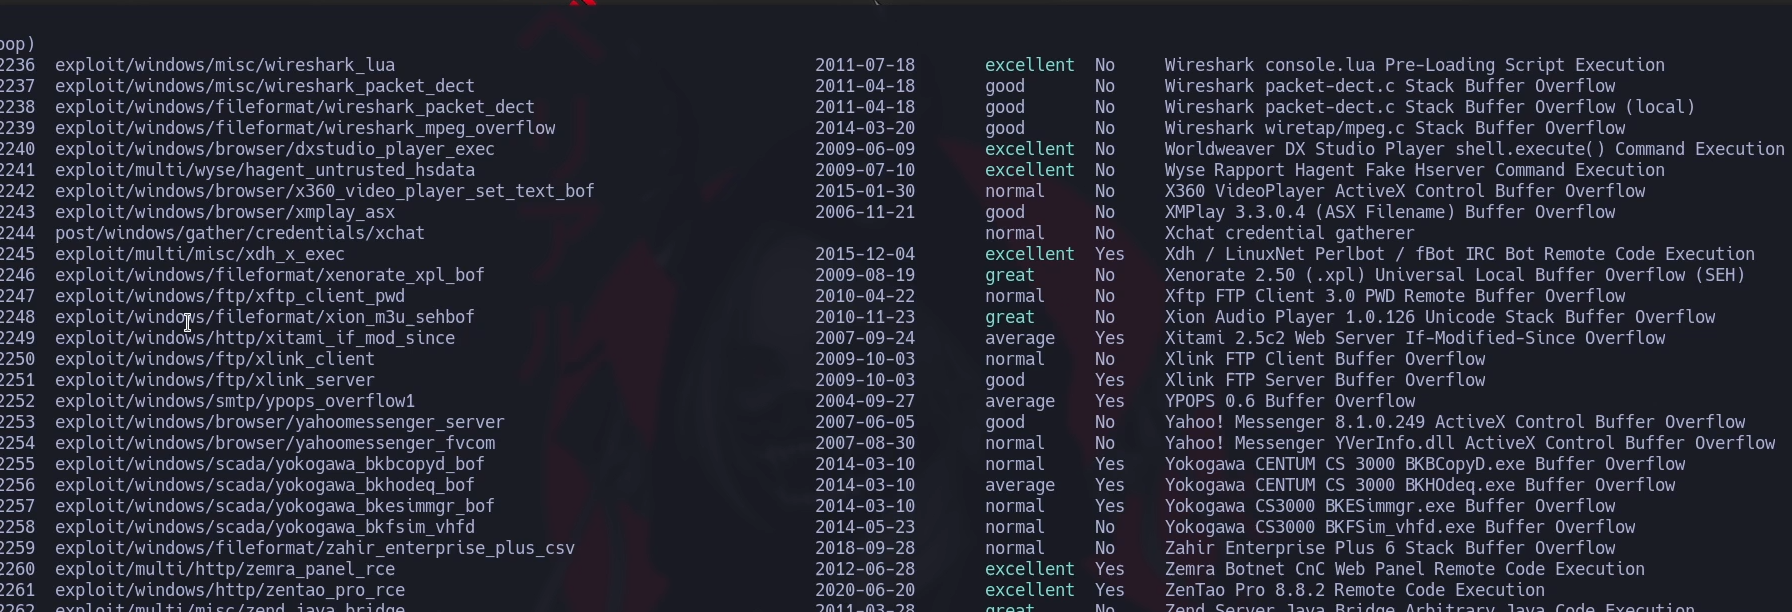 oop)
2236 exploit/windows/misc/wireshark_lua 2011-07-18 excellent No Wireshark console.lua Pre-Loading Script Execution
2237 exploit/windows/misc/wireshark_packet_dect 2011-04-18 good No Wireshark packet-dect.c Stack Buffer Overflow
2238 exploit/windows/fileformat/wireshark_packet_dect 2011-04-18 good No Wireshark packet-dect.c Stack Buffer Overflow (local)
2239 exploit/windows/fileformat/wireshark_mpeg_overflow 2014-03-20 good No Wireshark wiretap/mpeg.c Stack Buffer Overflow
2240 exploit/windows/browser/dxstudio_player_exec 2009-06-09 excellent No Worldweaver DX Studio Player shell.execute() Command Execution
2241 exploit/multi/wyse/hagent_untrusted_hsdata 2009-07-10 excellent No Wyse Rapport Hagent Fake Hserver Command Execution
2242 exploit/windows/browser/x360_video_player_set_text_bof 2015-01-30 normal No X360 VideoPlayer ActiveX Control Buffer Overflow
2243 exploit/windows/browser/xmplay_asx 2006-11-21 good No XMPlay 3.3.0.4 (ASX Filename) Buffer Overflow
2244 post/windows/gather/credentials/xchat normal No Xchat credential gatherer
2245 exploit/multi/misc/xdh_x_exec 2015-12-04 excellent Yes Xdh / LinuxNet Perlbot / fBot IRC Bot Remote Code Execution
2246 exploit/windows/fileformat/xenorate_xpl_bof 2009-08-19 great No Xenorate 2.50 (.xpl) Universal Local Buffer Overflow (SEH)
2247 exploit/windows/ftp/xftp_client_pwd 2010-04-22 normal No Xftp FTP Client 3.0 PWD Remote Buffer Overflow
2248 exploit/windows/fileformat/xion_m3u_sehbof 2010-11-23 great No Xion Audio Player 1.0.126 Unicode Stack Buffer Overflow
2249 exploit/windows/http/xitami_if_mod_since 2007-09-24 average Yes Xitami 2.5c2 Web Server If-Modified-Since Overflow
2250 exploit/windows/ftp/xlink_client 2009-10-03 normal No Xlink FTP Client Buffer Overflow
2251 exploit/windows/ftp/xlink_server 2009-10-03 good Yes Xlink FTP Server Buffer Overflow
2252 exploit/windows/smtp/ypops_overflow1 2004-09-27 average Yes YPOPS 0.6 Buffer Overflow
2253 exploit/windows/browser/yahoomessenger_server 2007-06-05 good No Yahoo! Messenger 8.1.0.249 ActiveX Control Buffer Overflow
2254 exploit/windows/browser/yahoomessenger_fvcom 2007-08-30 normal No Yahoo! Messenger YVerInfo.dll ActiveX Control Buffer Overflow
2255 exploit/windows/scada/yokogawa_bkbcopyd_bof 2014-03-10 normal Yes Yokogawa CENTUM CS 3000 BKBCopyD.exe Buffer Overflow
2256 exploit/windows/scada/yokogawa_bkhodeq_bof 2014-03-10 average Yes Yokogawa CENTUM CS 3000 BKHOdeq.exe Buffer Overflow
2257 exploit/windows/scada/yokogawa_bkesimmgr_bof 2014-03-10 normal Yes Yokogawa CS3000 BKESimmgr.exe Buffer Overflow
2258 exploit/windows/scada/yokogawa_bkfsim_vhfd 2014-05-23 normal No Yokogawa CS3000 BKFSim_vhfd.exe Buffer Overflow
2259 exploit/windows/fileformat/zahir_enterprise_plus_csv 2018-09-28 normal No Zahir Enterprise Plus 6 Stack Buffer Overflow
2260 exploit/multi/http/zemra_panel_rce 2012-06-28 excellent Yes Zemra Botnet CnC Web Panel Remote Code Execution
2261 exploit/windows/http/zentao_pro_rce 2020-06-20 excellent Yes ZenTao Pro 8.8.2 Remote Code Execution
2262 exploit/multi/misc/zend_java_bridge 2011-03-28 great No Zend Server Java Bridge Arbitrary Java Code Execution